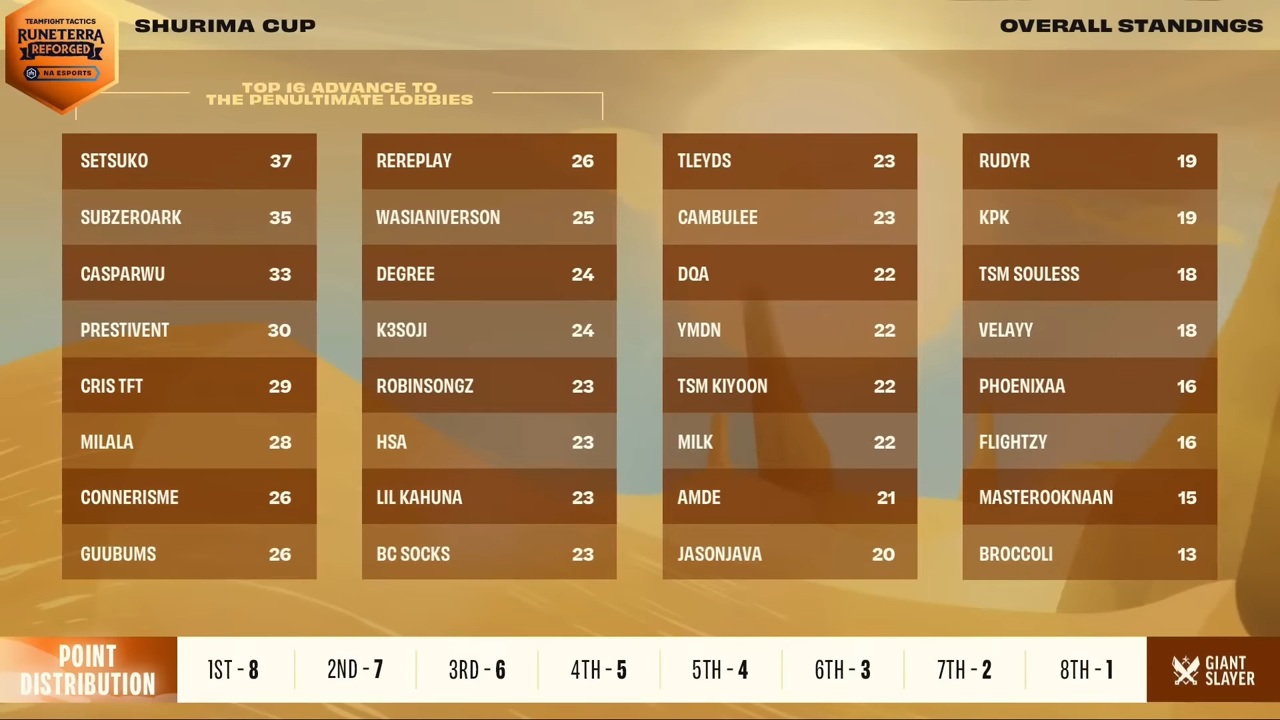 TEAMFIGHT TACTICS
RUNETERRA
REFORGED
NA ESPORTS
SHURIMA CUP
OVERALL STANDINGS
TOP 16 ADVANCE TO
THE PENULTIMATE LOBBIES
SETSUKO 37
SUBZEROARK 35
CASPARWU 33
PRESTIVENT 30
CRIS TFT 29
MILALA 28
CONNERISME 26
GUUBUMS 26
REREPLAY 26
WASIANIVERSON 25
DEGREE 24
K3SOJI 24
ROBINSONGZ 23
HSA 23
LIL KAHUNA 23
BC SOCKS 23
TLEYDS 23
CAMBULEE 23
DQA 22
YMDN 22
TSM KIYOON 22
MILK 22
AMDE 21
JASONJAVA 20
RUDYR 19
KPK 19
TSM SOULESS 18
VELAYY 18
PHOENIXAA 16
FLIGHTZY 16
MASTEROOKNAAN 15
BROCCOLI 13
POINT
DISTRIBUTION
1ST - 8
2ND - 7
3RD - 6
4TH - 5
5TH - 4
6TH - 3
7TH - 2
8TH - 1
GIANT
SLAYER